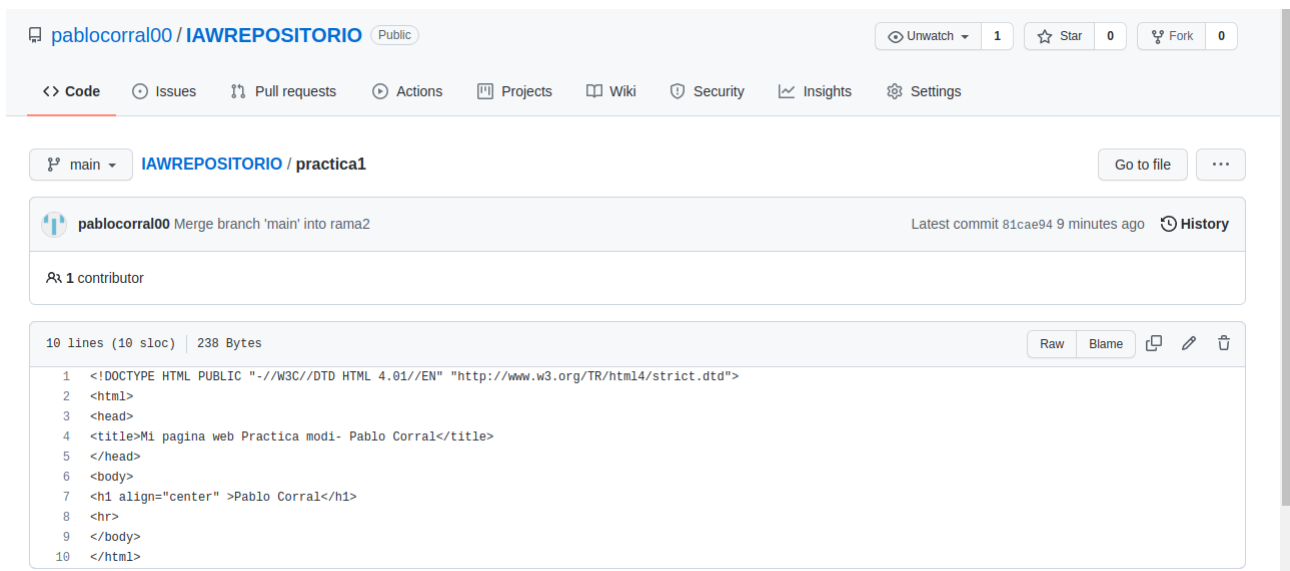 pablocorral00 / IAWREPOSITORIO Public Unwatch 1 Star 0 Fork 0
<> Code Issues Pull requests Actions Projects Wiki Security Insights Settings
main IAWREPOSITORIO / practica1 Go to file ...
pablocorral00 Merge branch 'main' into rama2 Latest commit 81cae94 9 minutes ago History
1 contributor
10 lines (10 sloc) 238 Bytes Raw Blame
1 <!DOCTYPE HTML PUBLIC "-//W3C//DTD HTML 4.01//EN" "http://www.w3.org/TR/html4/strict.dtd">
2 <html>
3 <head>
4 <title>Mi pagina web Practica modi- Pablo Corral</title>
5 </head>
6 <body>
7 <h1 align="center" >Pablo Corral</h1>
8 <hr>
9 </body>
10 </html>